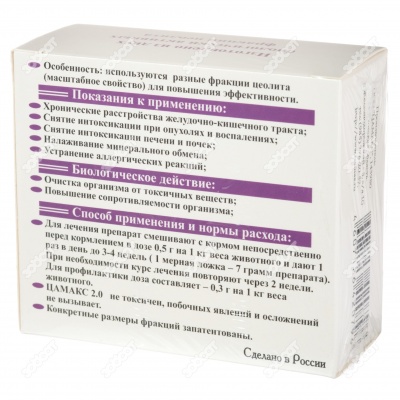 Особенность: используются разные фракции цеолита
(масштабное свойство) для повышения эффективности.
Показания к применению:
Хронические расстройства желудочно-кишечного тракта;
Снятие интоксикации при опухолях и воспалениях;
Снятие интоксикации печени и почек;
Налаживание минерального обмена;
Устранение аллергических реакций;
Биологическое действие:
Очистка организма от токсичных веществ;
Повышение сопротивляемости организма;
Способ применения и нормы расхода:
Для лечения препарат смешивают с кормом непосредственно
перед кормлением в дозе 0,5 г на 1 кг веса животного и дают 1
раз в день до 3-4 недель ( 1 мерная ложка – 7 грамм препарата).
При необходимости курс лечения повторяют через 2 недели.
Для профилактики доза составляет – 0,3 г на 1 кг веса
животного.
ЦАМАКС 2.0 не токсичен, побочных явлений и осложнений
не вызывает.
Конкретные размеры фракций запатентованы.
Сделано в России